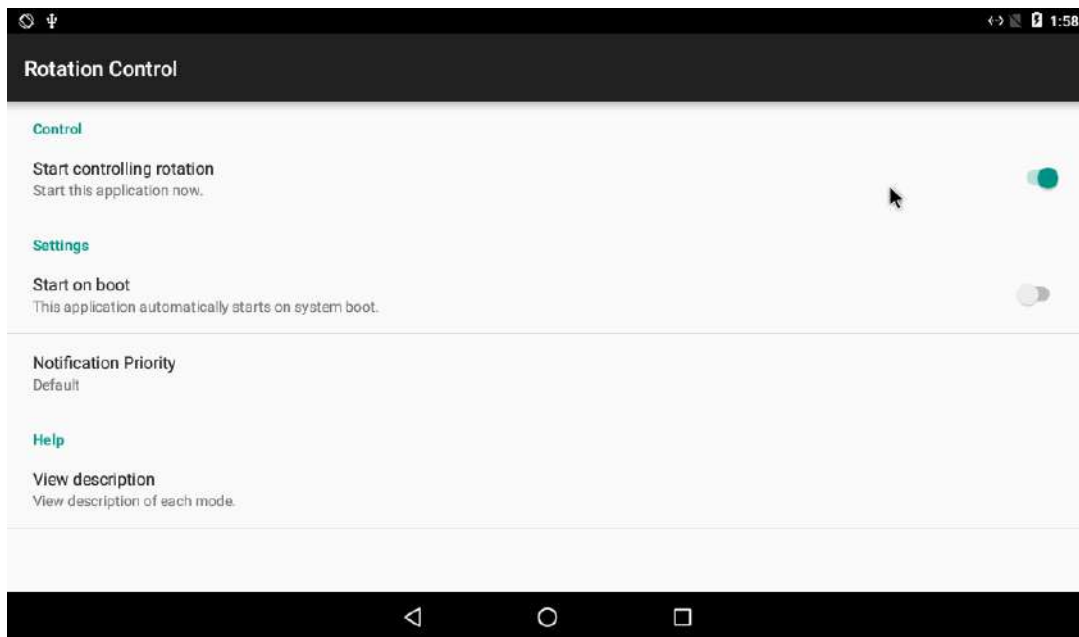 1:58
Rotation Control
Control
Start controlling rotation
Start this application now.
Settings
Start on boot
This application automatically starts on system boot.
Notification Priority
Default
Help
View description
View description of each mode.